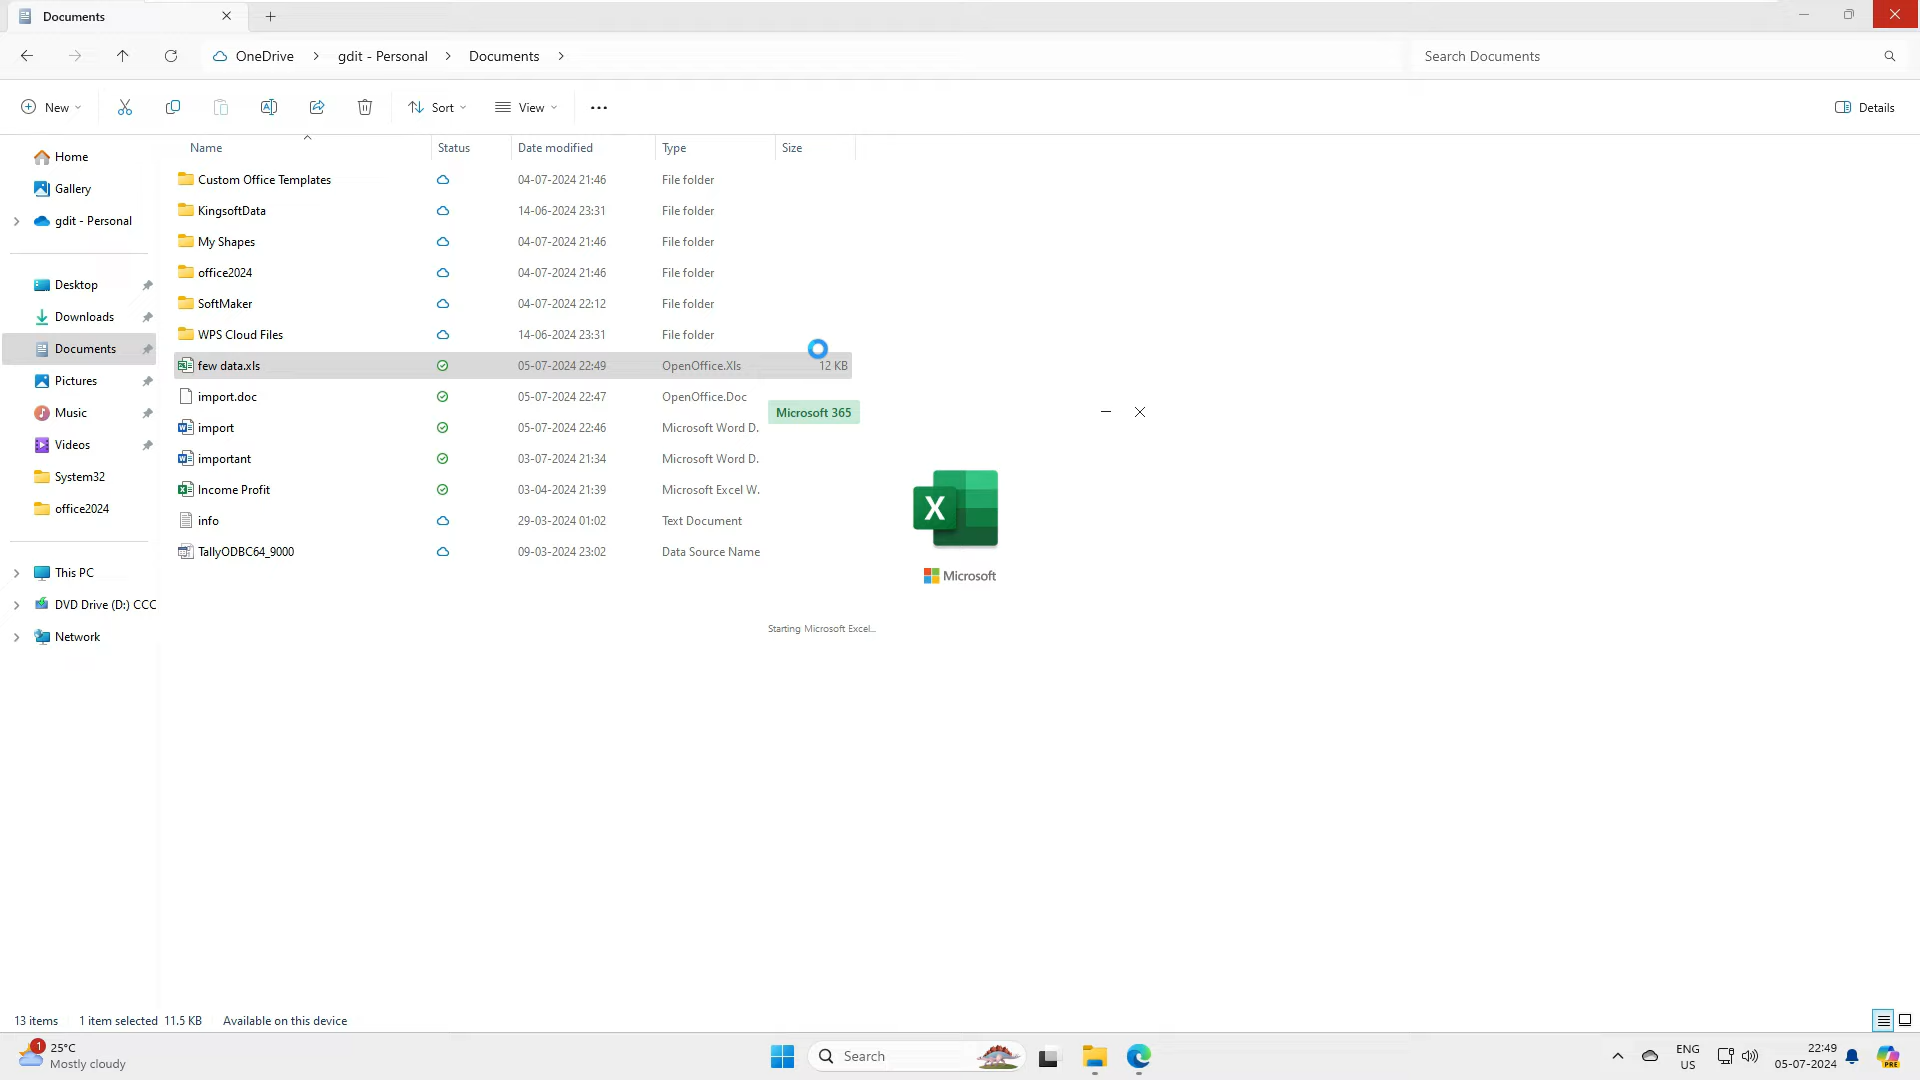 Documents
OneDrive > gdit - Personal > Documents >
Search Documents
New
Sort
View
Details
Home
Gallery
gdit - Personal
Desktop
Downloads
Documents
Pictures
Music
Videos
System32
office2024
This PC
DVD Drive (D:) CCC
Network
Name Status Date modified Type Size
Custom Office Templates 04-07-2024 21:46 File folder
KingsoftData 14-06-2024 23:31 File folder
My Shapes 04-07-2024 21:46 File folder
office2024 04-07-2024 21:46 File folder
SoftMaker 04-07-2024 22:12 File folder
WPS Cloud Files 14-06-2024 23:31 File folder
few data.xls 05-07-2024 22:49 OpenOffice.Xls 12 KB
import.doc 05-07-2024 22:47 OpenOffice.Doc
import 05-07-2024 22:46 Microsoft Word D.
important 03-07-2024 21:34 Microsoft Word D.
Income Profit 03-04-2024 21:39 Microsoft Excel W.
info 29-03-2024 01:02 Text Document
TallyODBC64_9000 09-03-2024 23:02 Data Source Name
Microsoft 365
X
Microsoft
Starting Microsoft Excel...
13 items 1 item selected 11.5 KB Available on this device
1
25°C
Mostly cloudy
Search
ENG
US
22:49
05-07-2024
PRE